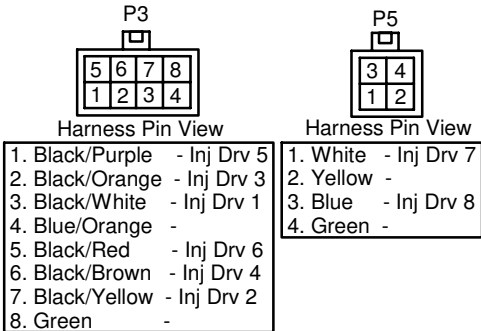 P3
5 6 7 8
1 2 3 4
Harness Pin View
1. Black/Purple - Inj Drv 5
2. Black/Orange - Inj Drv 3
3. Black/White - Inj Drv 1
4. Blue/Orange -
5. Black/Red - Inj Drv 6
6. Black/Brown - Inj Drv 4
7. Black/Yellow - Inj Drv 2
8. Green -
P5
3 4
1 2
Harness Pin View
1. White - Inj Drv 7
2. Yellow -
3. Blue - Inj Drv 8
4. Green -